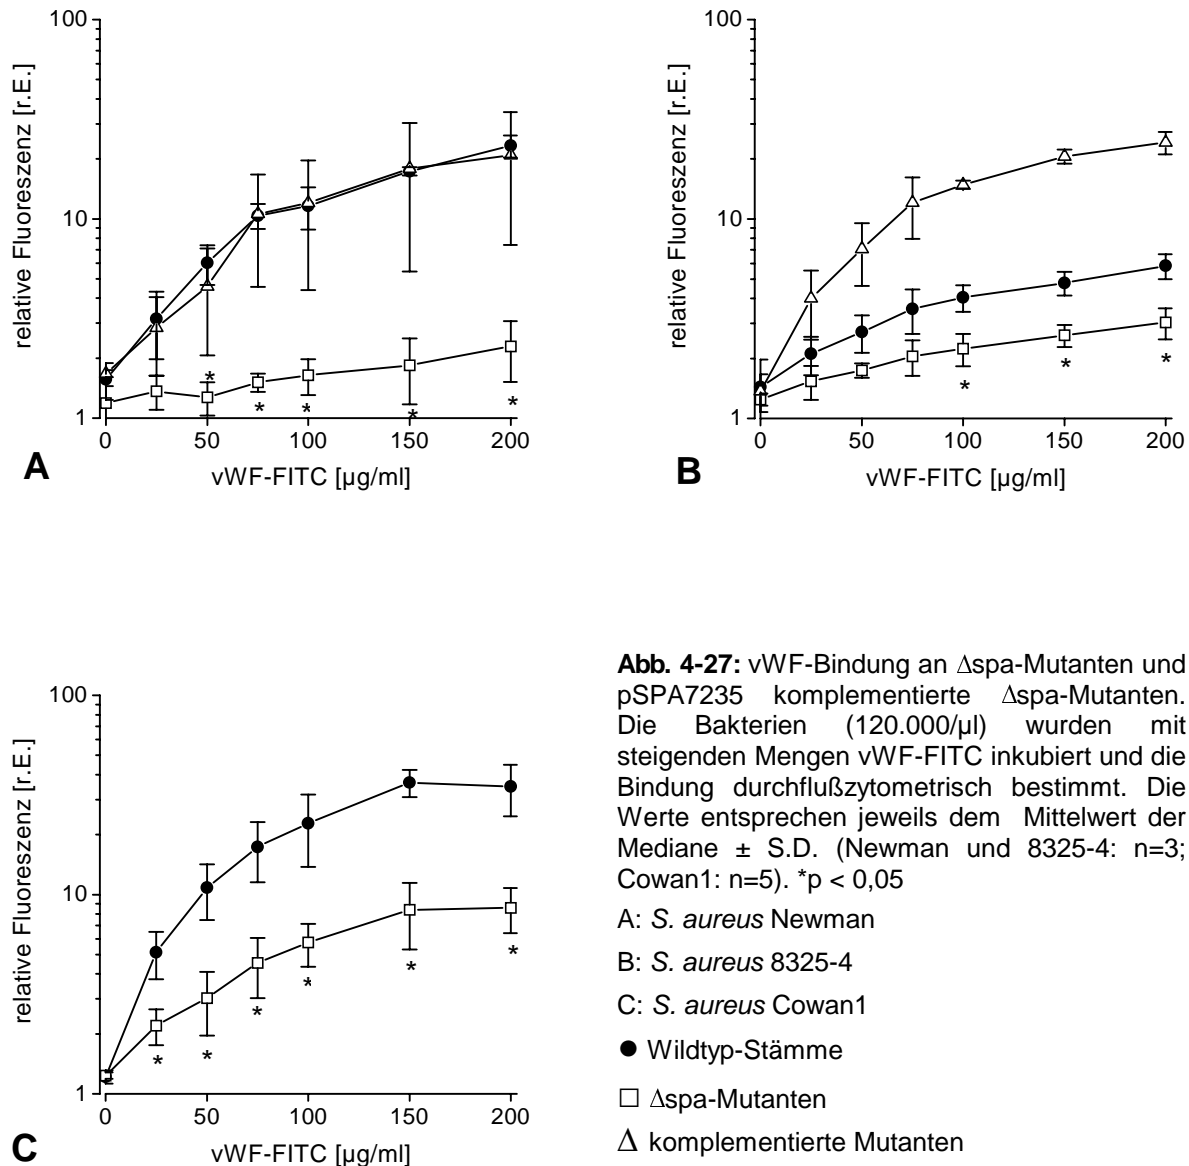 100
10
1
relative Fluoreszenz [r.E.]
* * * * *
0 50 100 150 200
vWF-FITC [µg/ml]
A
100
10
1
relative Fluoreszenz [r.E.]
* * *
0 50 100 150 200
vWF-FITC [µg/ml]
B
100
10
1
relative Fluoreszenz [r.E.]
* * * * * *
0 50 100 150 200
vWF-FITC [µg/ml]
C
Abb. 4-27: vWF-Bindung an Δspa-Mutanten und
pSPA7235 komplementierte Δspa-Mutanten.
Die Bakterien (120.000/µl) wurden mit
steigenden Mengen vWF-FITC inkubiert und die
Bindung durchflußzytometrisch bestimmt. Die
Werte entsprechen jeweils dem Mittelwert der
Mediane ± S.D. (Newman und 8325-4: n=3;
Cowan1: n=5). *p < 0,05
A: S. aureus Newman
B: S. aureus 8325-4
C: S. aureus Cowan1
● Wildtyp-Stämme
□ Δspa-Mutanten
Δ komplementierte Mutanten